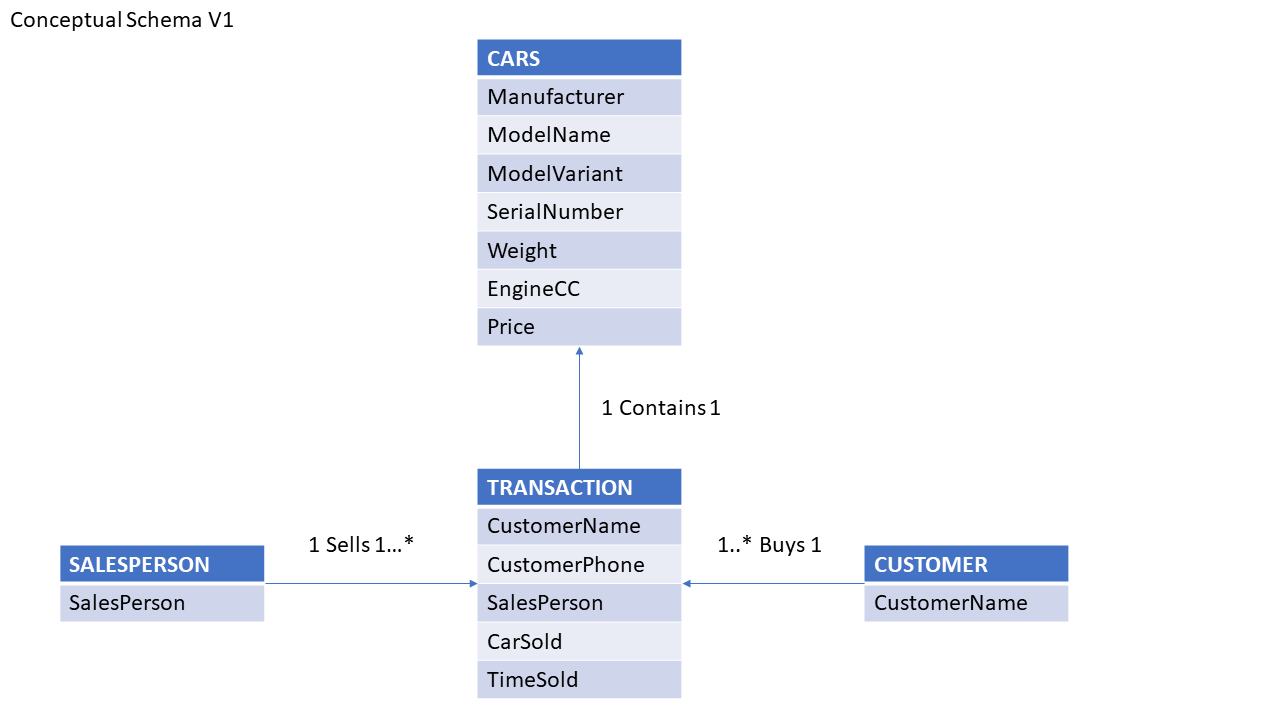 Conceptual Schema V1
CARS
Manufacturer
ModelName
ModelVariant
SerialNumber
Weight
EngineCC
Price
1 Contains 1
TRANSACTION
CustomerName
CustomerPhone
SalesPerson
CarSold
TimeSold
1 Sells 1...*
SALESPERSON
SalesPerson
1..* Buys 1
CUSTOMER
CustomerName